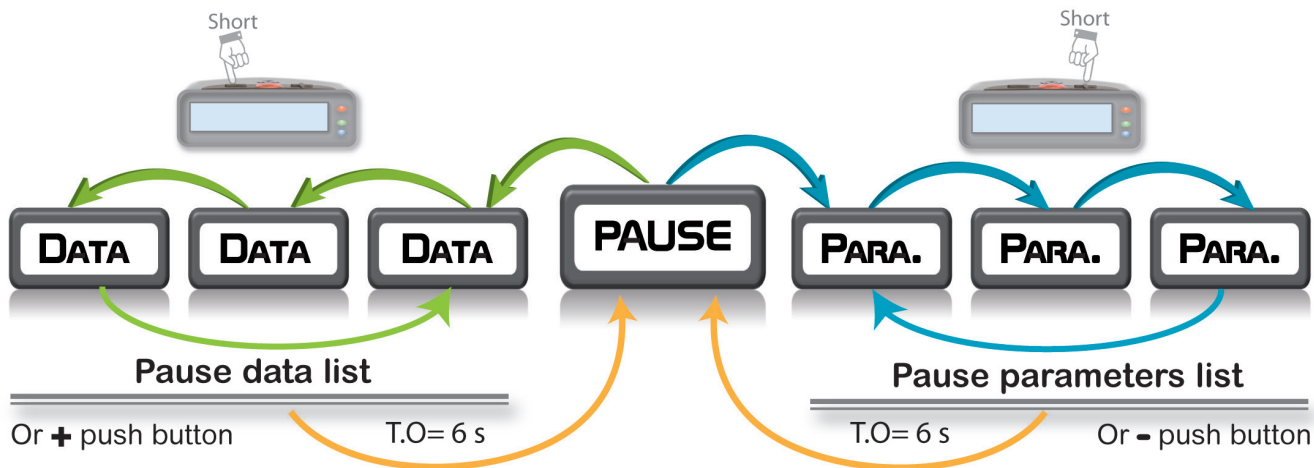 Short
Short
DATA
DATA
DATA
PAUSE
PARA.
PARA.
PARA.
Pause data list
Pause parameters list
Or + push button
T.O= 6 s
T.O= 6 s
Or - push button